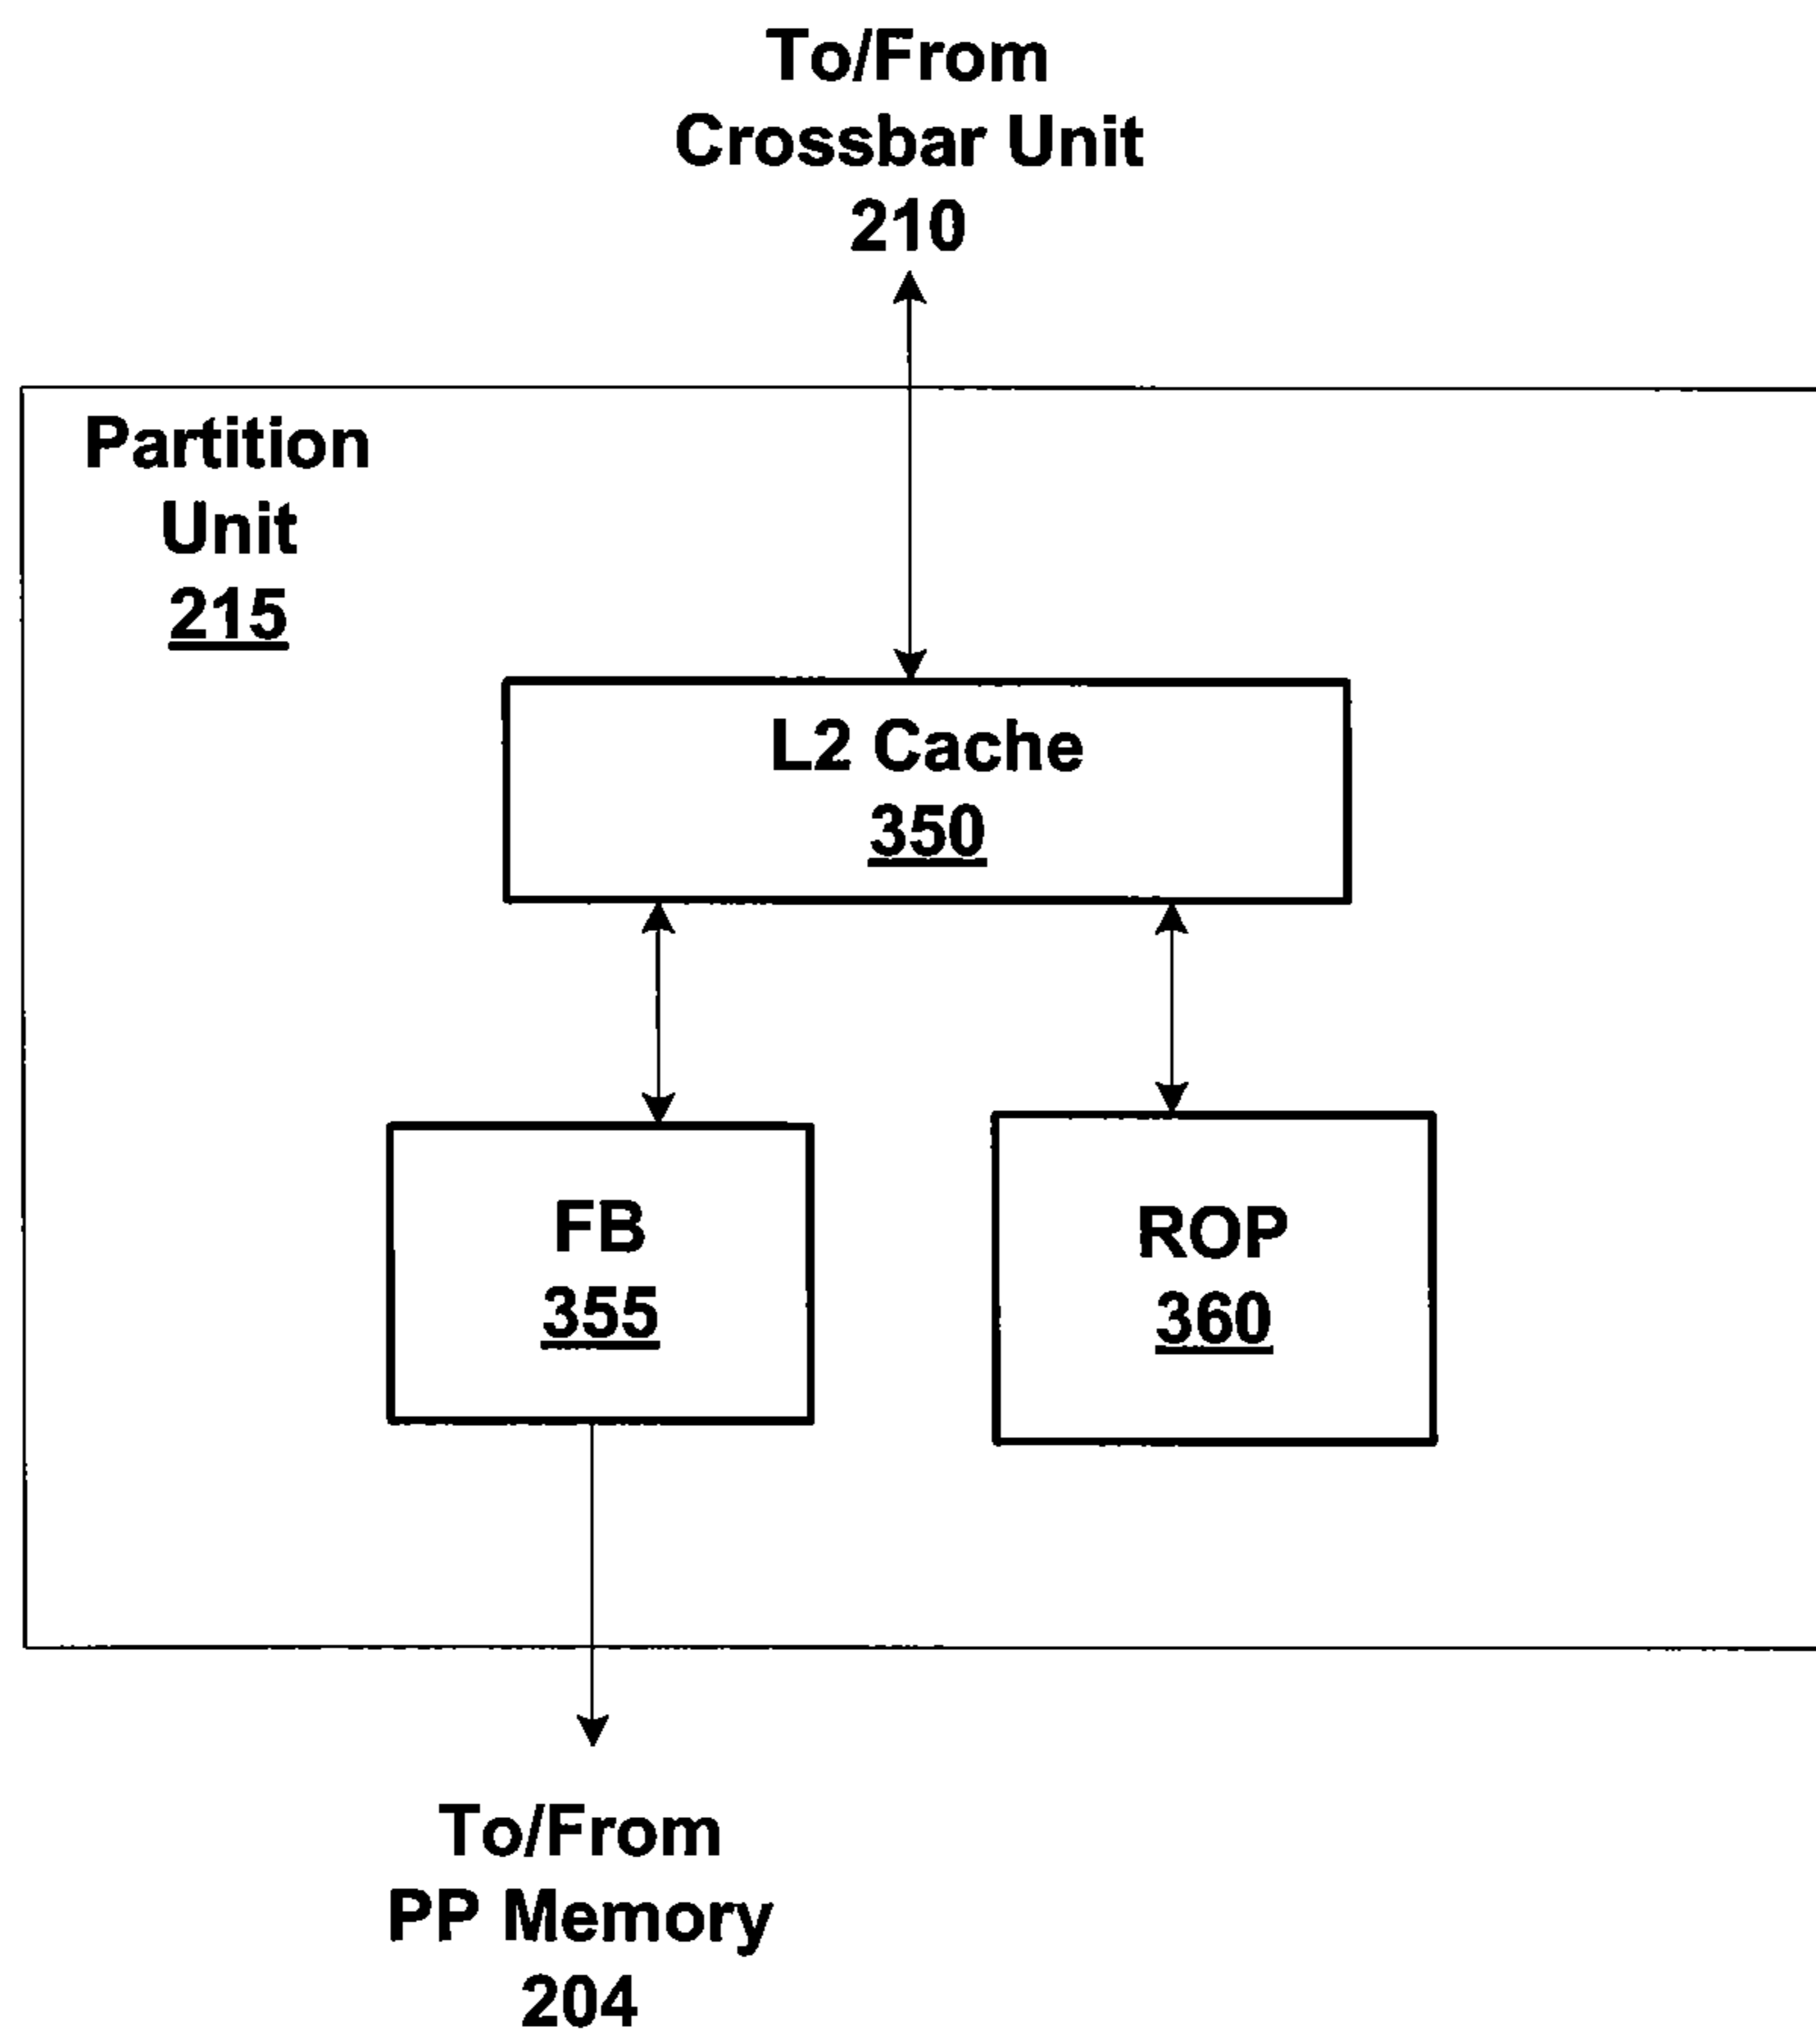 To/From
Crossbar Unit
210
Partition
Unit
215
L2 Cache
350
FB
355
ROP
360
To/From
PP Memory
204